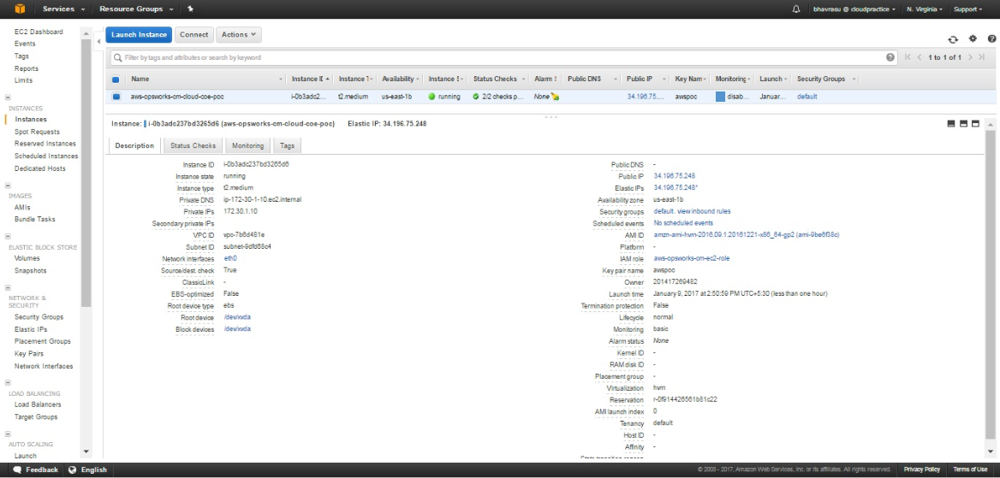 Services Resource Groups bhavrasu @ cloudpractice N. Virginia Support
EC2 Dashboard
Events
Tags
Reports
Limits
INSTANCES
Instances
Spot Requests
Reserved Instances
Scheduled Instances
Dedicated Hosts
IMAGES
AMIs
Bundle Tasks
ELASTIC BLOCK STORE
Volumes
Snapshots
NETWORK &
SECURITY
Security Groups
Elastic IPs
Placement Groups
Key Pairs
Network Interfaces
LOAD BALANCING
Load Balancers
Target Groups
AUTO SCALING
Launch
Launch Instance Connect Actions
Filter by tags and attributes or search by keyword 1 to 1 of 1
Name Instance Instance Availability Instance Status Checks Alarm Public DNS Public IP Key Nam Monitoring Launch Security Groups
aws-opsworks-cm-cloud-coe-poc i-0b3adc2... t2.medium us-east-1b running 2/2 checks p... None 34.196.75.... awspoc disab... Januar... default
Instance: i-0b3adc237bd3265d6 (aws-opsworks-cm-cloud-coe-poc) Elastic IP: 34.196.75.248
Description Status Checks Monitoring Tags
Instance ID i-0b3adc237bd3265d6
Instance state running
Instance type t2.medium
Private DNS ip-172-30-1-10.ec2.internal
Private IPs 172.30.1.10
Secondary private IPs
VPC ID vpc-7b6d481e
Subnet ID subnet-9dfd68c4
Network interfaces eth0
Source/dest. check True
ClassicLink -
EBS-optimized False
Root device type ebs
Root device /dev/xvda
Block devices /dev/xvda
Public DNS -
Public IP 34.196.75.248
Elastic IPs 34.196.75.248*
Availability zone us-east-1b
Security groups default. view inbound rules
Scheduled events No scheduled events
AMI ID amzn-ami-hvm-2016.09.1.20161221-x86_64-gp2 (ami-9be6f38c)
Platform -
IAM role aws-opsworks-cm-ec2-role
Key pair name awspoc
Owner 201417269482
Launch time January 9, 2017 at 2:50:59 PM UTC+5:30 (less than one hour)
Termination protection False
Lifecycle normal
Monitoring basic
Alarm status None
Kernel ID -
RAM disk ID -
Placement group -
Virtualization hvm
Reservation r-0f914426561b81c22
AMI launch index 0
Tenancy default
Host ID -
Affinity -
State transition reason
Feedback English © 2008 - 2017, Amazon Web Services, Inc. or its affiliates. All rights reserved. Privacy Policy Terms of Use